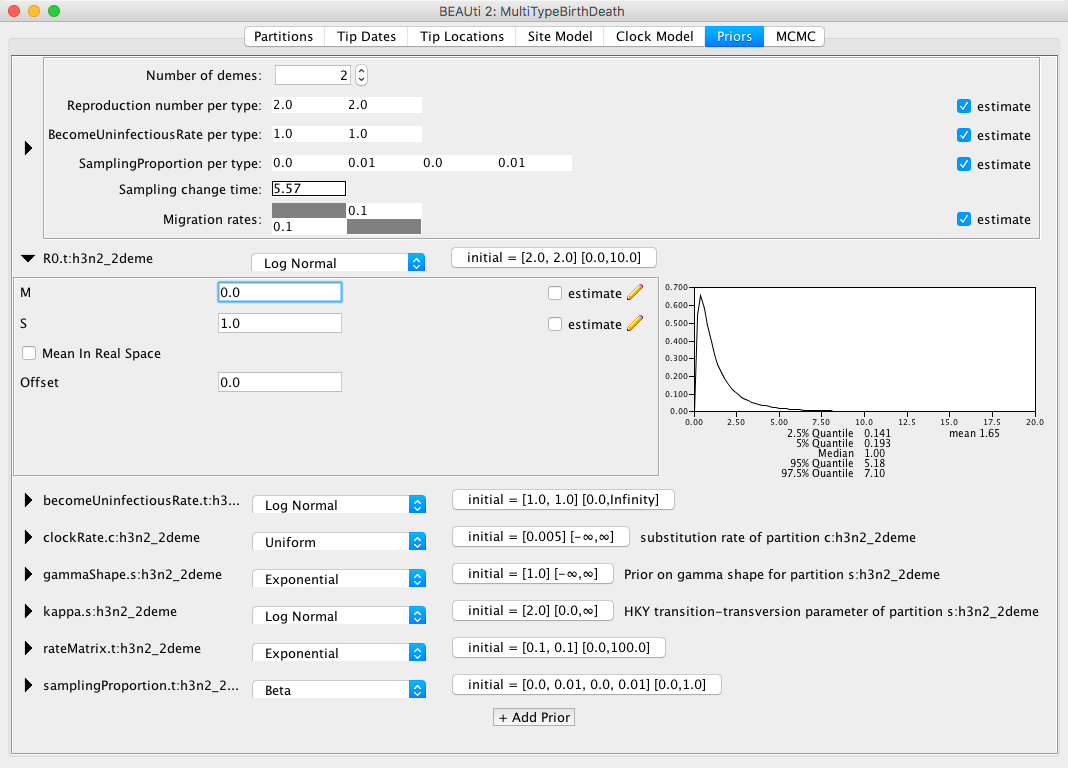 BEAUti 2: MultiTypeBirthDeath
Partitions Tip Dates Tip Locations Site Model Clock Model Priors MCMC
Number of demes: 2
Reproduction number per type: 2.0 2.0 estimate
BecomeUninfectiousRate per type: 1.0 1.0 estimate
SamplingProportion per type: 0.0 0.01 0.0 0.01 estimate
Sampling change time: 5.57
Migration rates: 0.1 estimate
0.1
R0.t:h3n2_2deme Log Normal initial = [2.0, 2.0] [0.0,10.0]
M 0.0 estimate
S 1.0 estimate
Mean In Real Space
Offset 0.0
0.700
0.600
0.500
0.400
0.300
0.200
0.100
0.00
0.00 2.50 5.00 7.50 10.0 12.5 15.0 17.5 20.0
2.5% Quantile 0.141 mean 1.65
5% Quantile 0.193
Median 1.00
95% Quantile 5.18
97.5% Quantile 7.10
becomeUninfectiousRate.t:h3... Log Normal initial = [1.0, 1.0] [0.0,Infinity]
clockRate.c:h3n2_2deme Uniform initial = [0.005] [-∞,∞] substitution rate of partition c:h3n2_2deme
gammaShape.s:h3n2_2deme Exponential initial = [1.0] [-∞,∞] Prior on gamma shape for partition s:h3n2_2deme
kappa.s:h3n2_2deme Log Normal initial = [2.0] [0.0,∞] HKY transition-transversion parameter of partition s:h3n2_2deme
rateMatrix.t:h3n2_2deme Exponential initial = [0.1, 0.1] [0.0,100.0]
samplingProportion.t:h3n2_2... Beta initial = [0.0, 0.01, 0.0, 0.01] [0.0,1.0]
+ Add Prior